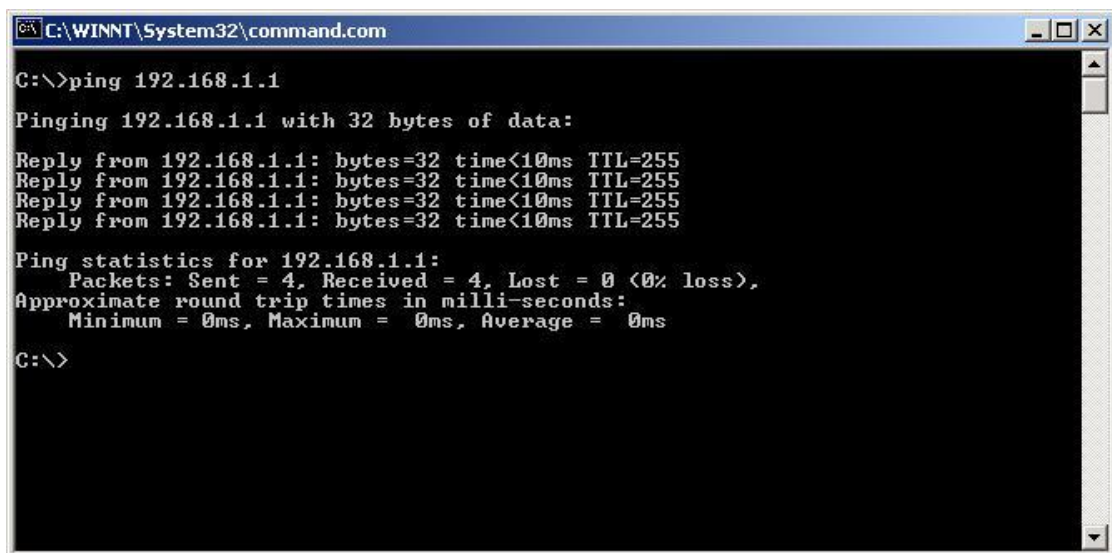 C:\WINNT\System32\command.com
C:\>ping 192.168.1.1
Pinging 192.168.1.1 with 32 bytes of data:
Reply from 192.168.1.1: bytes=32 time<10ms TTL=255
Reply from 192.168.1.1: bytes=32 time<10ms TTL=255
Reply from 192.168.1.1: bytes=32 time<10ms TTL=255
Reply from 192.168.1.1: bytes=32 time<10ms TTL=255
Ping statistics for 192.168.1.1:
    Packets: Sent = 4, Received = 4, Lost = 0 (0% loss),
Approximate round trip times in milli-seconds:
    Minimum = 0ms, Maximum =  0ms, Average =  0ms
C:\>